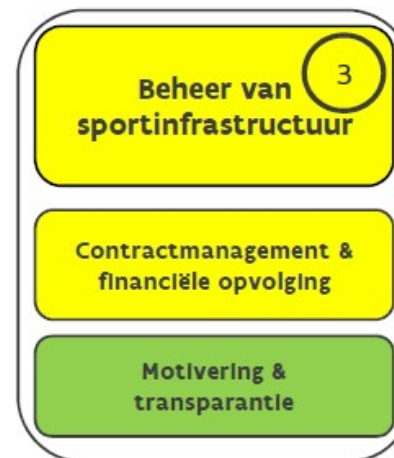 3
Beheer van
sportinfrastructuur
Contractmanagement &
financiële opvolging
Motivering &
transparantie